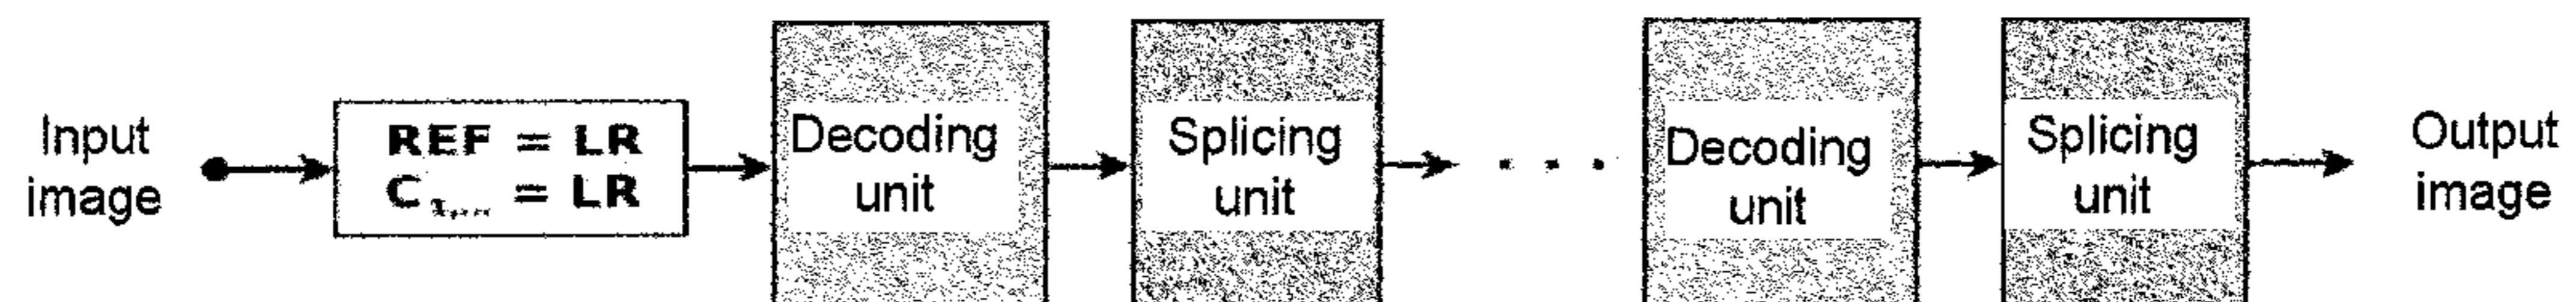 Input
image
REF = LR
C = LR
Decoding
unit
Splicing
unit
. . .
Decoding
unit
Splicing
unit
Output
image